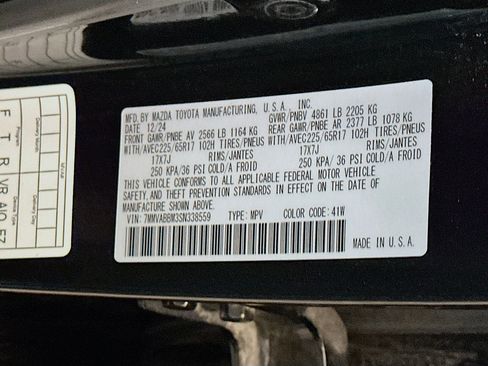 MFD. BY MAZDA TOYOTA MANUFACTURING, U.S.A., INC.
DATE 12/24 GVWR/PNBV 4861 LB 2205 KG
FRONT GAWR/PNBE AV 2566 LB 1164 KG REAR GAWR/PNBE AR 2377 LB 1078 KG
WITH/AVEC225/65R17 102H TIRES/PNEUS WITH/AVEC225/65R17 102H TIRES/PNEUS
17X7J RIMS/JANTES 17X7J RIMS/JANTES
250 KPA/ 36 PSI COLD/A FROID 250 KPA/ 36 PSI COLD/A FROID
THIS VEHICLE CONFORMS TO ALL APPLICABLE FEDERAL MOTOR VEHICLE
SAFETY, AND THEFT PREVENTION STANDARDS IN EFFECT ON THE DATE OF
MANUFACTURE SHOWN ABOVE.
VIN: 7MMVABBM3SN338559 TYPE: MPV COLOR CODE: 41W
MADE IN U.S.A.